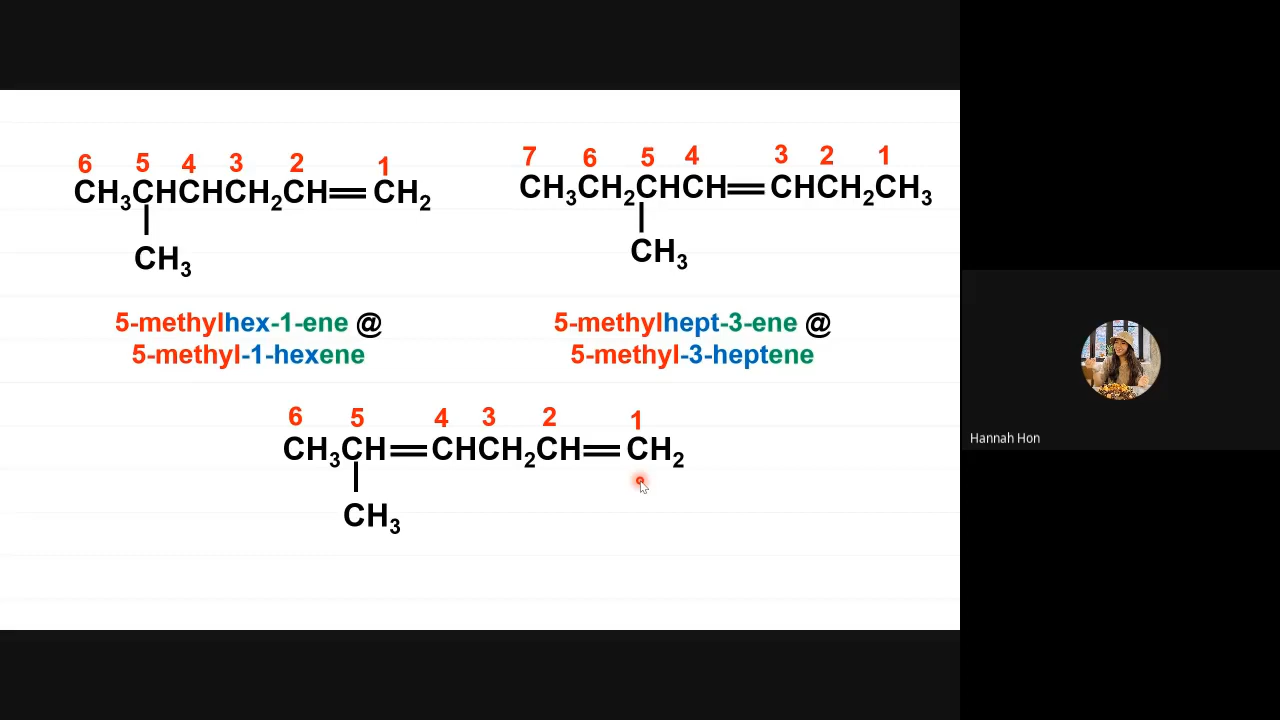 6 5 4 3 2 1
CH3CHCHCH2CH=CH2
CH3
5-methylhex-1-ene @
5-methyl-1-hexene
7 6 5 4 3 2 1
CH3CH2CHCH=CHCH2CH3
CH3
5-methylhept-3-ene @
5-methyl-3-heptene
6 5 4 3 2 1
CH3CH=CHCH2CH=CH2
CH3
Hannah Hon